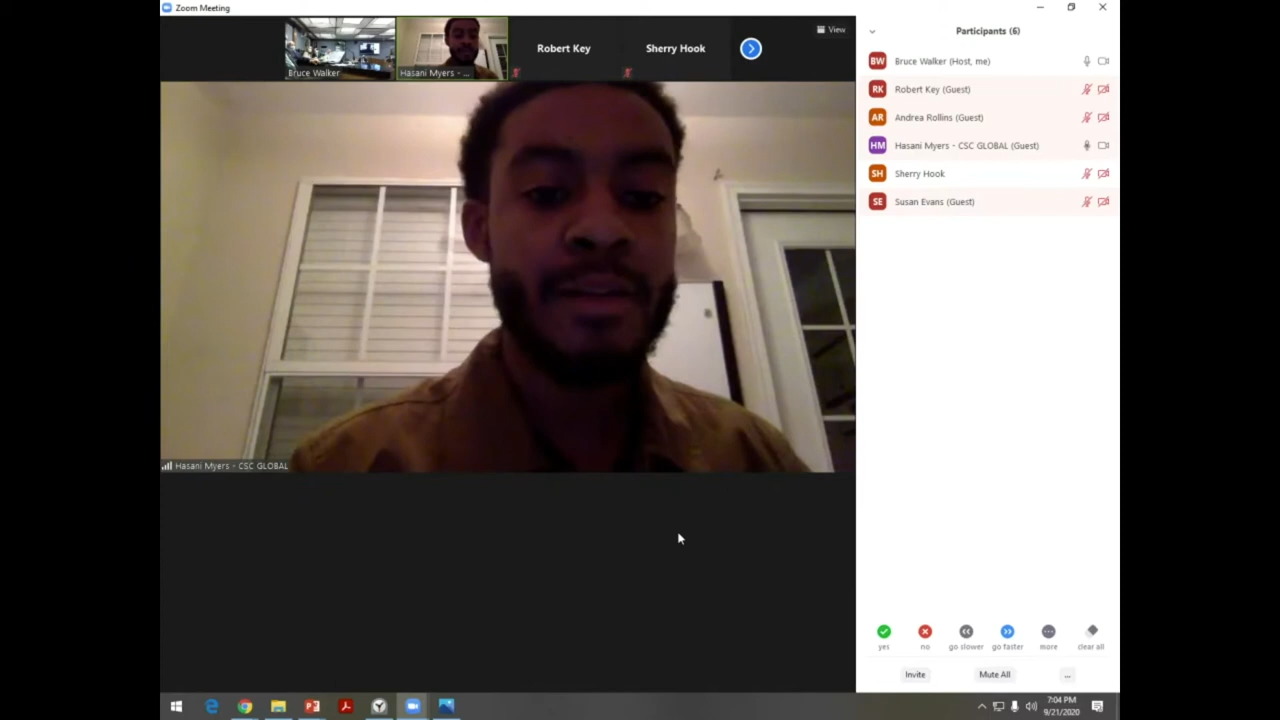 Zoom Meeting
Bruce Walker
Hasani Myers - ...
Robert Key
Sherry Hook
View
Participants (6)
BW Bruce Walker (Host, me)
RK Robert Key (Guest)
AR Andrea Rollins (Guest)
HM Hasani Myers - CSC GLOBAL (Guest)
SH Sherry Hook
SE Susan Evans (Guest)
Hasani Myers - CSC GLOBAL
yes no go slower go faster more clear all
Invite Mute All ...
7:04 PM
9/21/2020